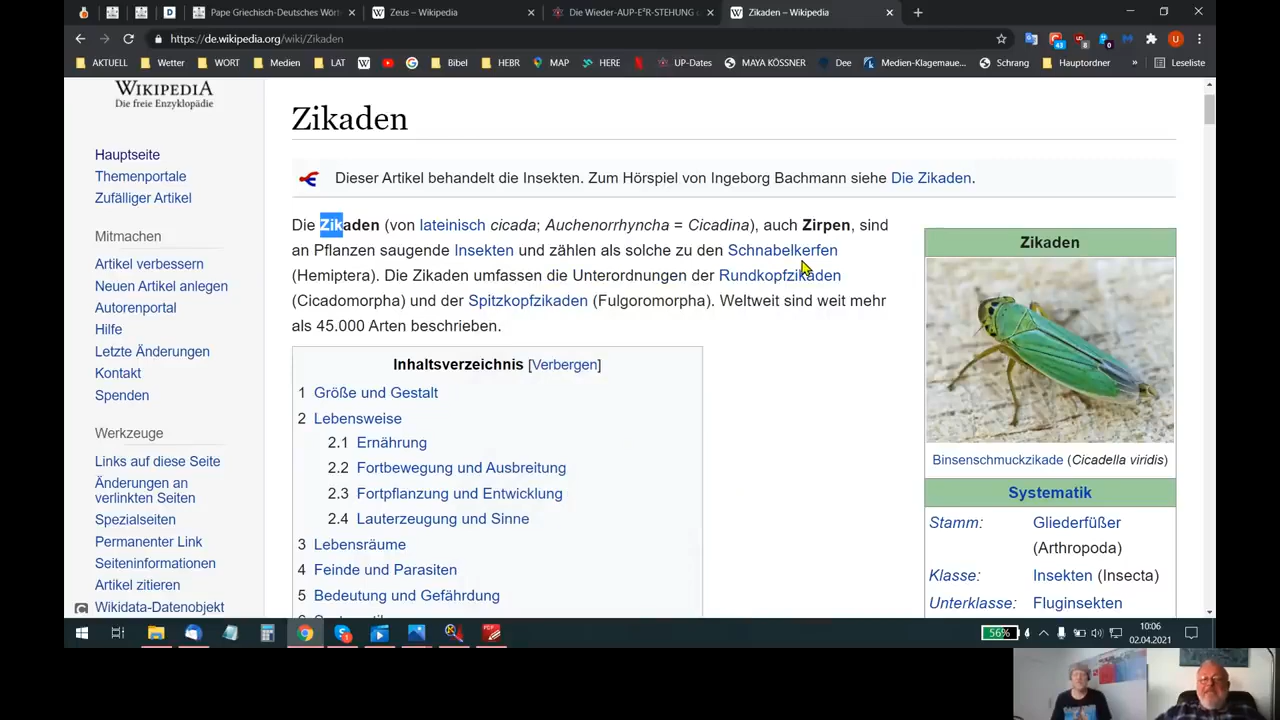 Pape Griechisch-Deutsches Wört
Zeus – Wikipedia
Die Wieder-AUP-E²R-STEHUNG
Zikaden – Wikipedia
https://de.wikipedia.org/wiki/Zikaden
AKTUELL Wetter WORT Medien LAT Bibel HEBR MAP HERE UP-Dates MAYA KÖSSNER Dee Medien-Klagemaue... Schrang Hauptordner » Leseliste
WIKIPEDIA
Die freie Enzyklopädie
Hauptseite
Themenportale
Zufälliger Artikel
Mitmachen
Artikel verbessern
Neuen Artikel anlegen
Autorenportal
Hilfe
Letzte Änderungen
Kontakt
Spenden
Werkzeuge
Links auf diese Seite
Änderungen an
verlinkten Seiten
Spezialseiten
Permanenter Link
Seiteninformationen
Artikel zitieren
Wikidata-Datenobjekt
Zikaden
Dieser Artikel behandelt die Insekten. Zum Hörspiel von Ingeborg Bachmann siehe Die Zikaden.
Die Zikaden (von lateinisch cicada; Auchenorrhyncha = Cicadina), auch Zirpen, sind
an Pflanzen saugende Insekten und zählen als solche zu den Schnabelkerfen
(Hemiptera). Die Zikaden umfassen die Unterordnungen der Rundkopfzikaden
(Cicadomorpha) und der Spitzkopfzikaden (Fulgoromorpha). Weltweit sind weit mehr
als 45.000 Arten beschrieben.
Inhaltsverzeichnis [Verbergen]
1 Größe und Gestalt
2 Lebensweise
2.1 Ernährung
2.2 Fortbewegung und Ausbreitung
2.3 Fortpflanzung und Entwicklung
2.4 Lauterzeugung und Sinne
3 Lebensräume
4 Feinde und Parasiten
5 Bedeutung und Gefährdung
Zikaden
Binsenschmuckzikade (Cicadella viridis)
Systematik
Stamm: Gliederfüßer
(Arthropoda)
Klasse: Insekten (Insecta)
Unterklasse: Fluginsekten
56%
10:06
02.04.2021